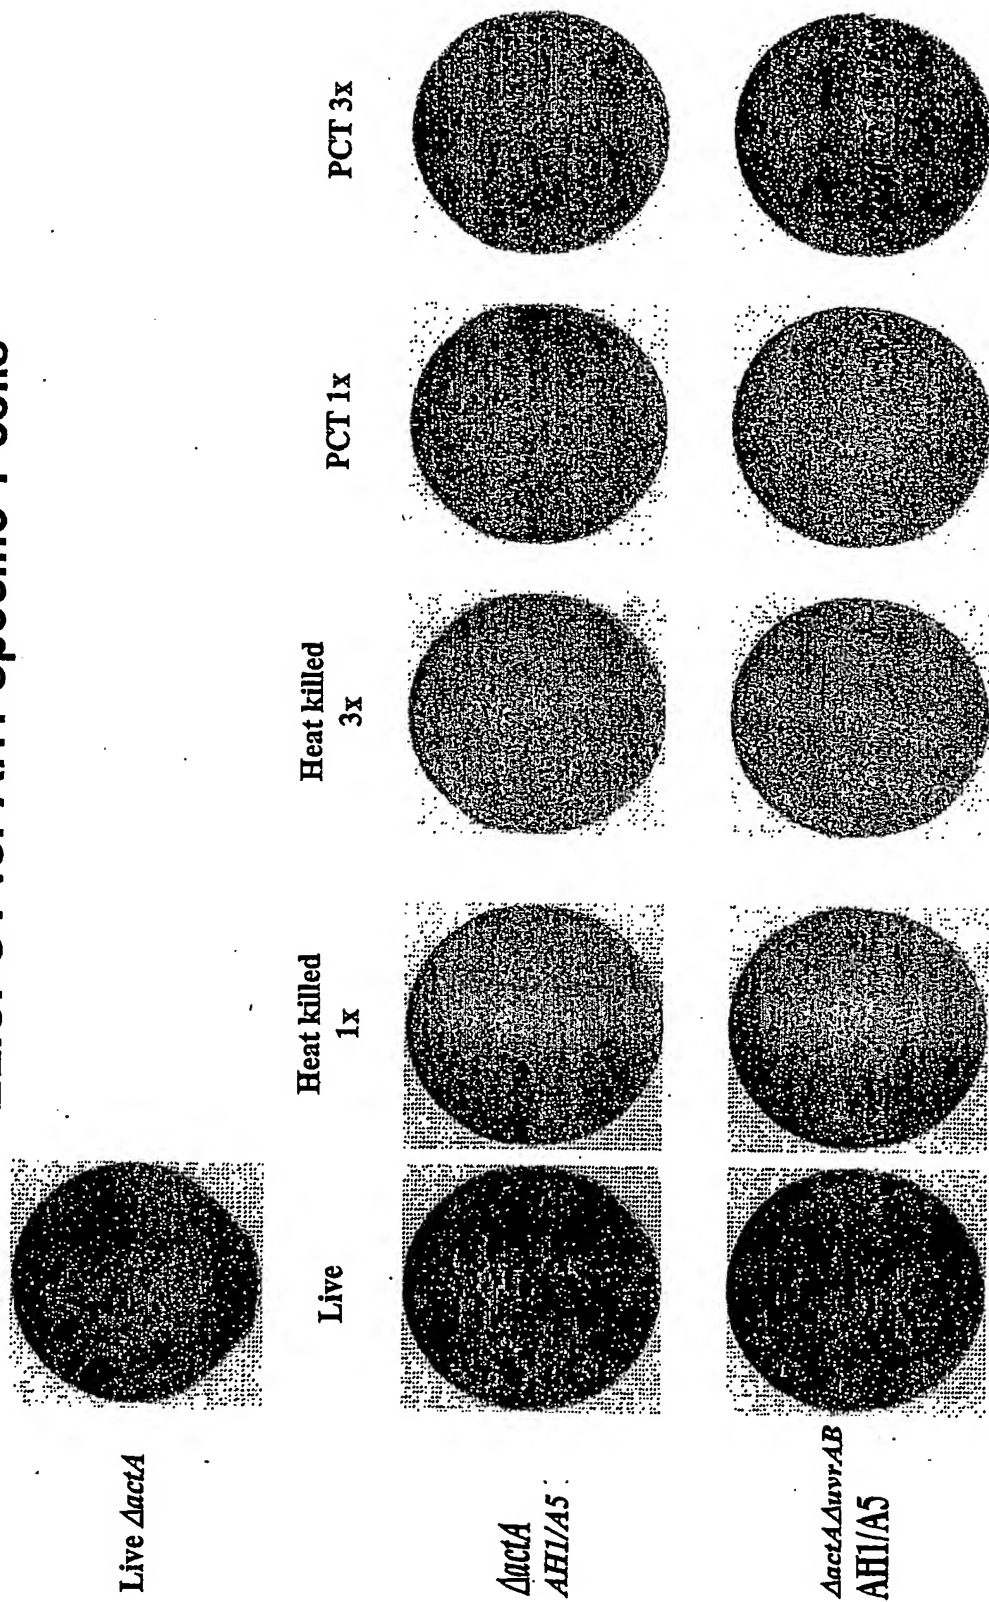 Live ΔactA
Live
Heat killed
1x
Heat killed
3x
PCT 1x
PCT 3x
ΔactA
AH1/A5
ΔactAΔuvrAB
AH1/A5